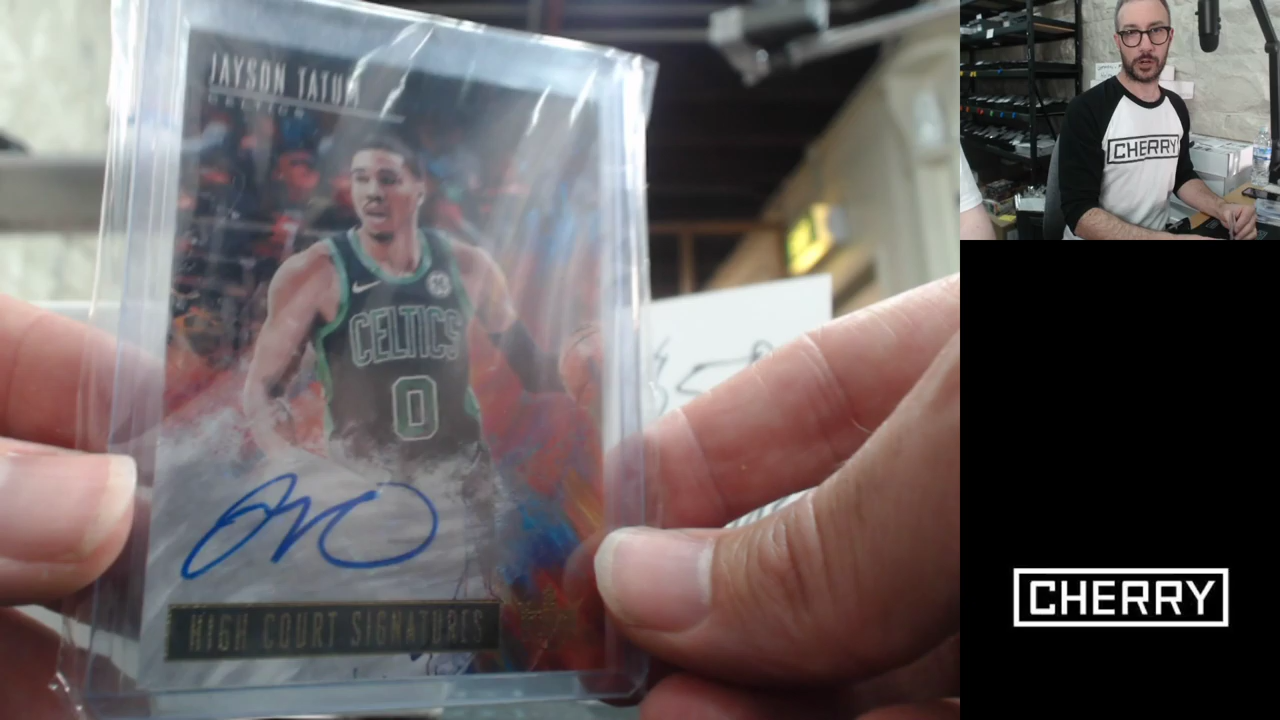 JAYSON TATUM
CELTICS
0
HIGH COURT SIGNATURES
CHERRY
CHERRY